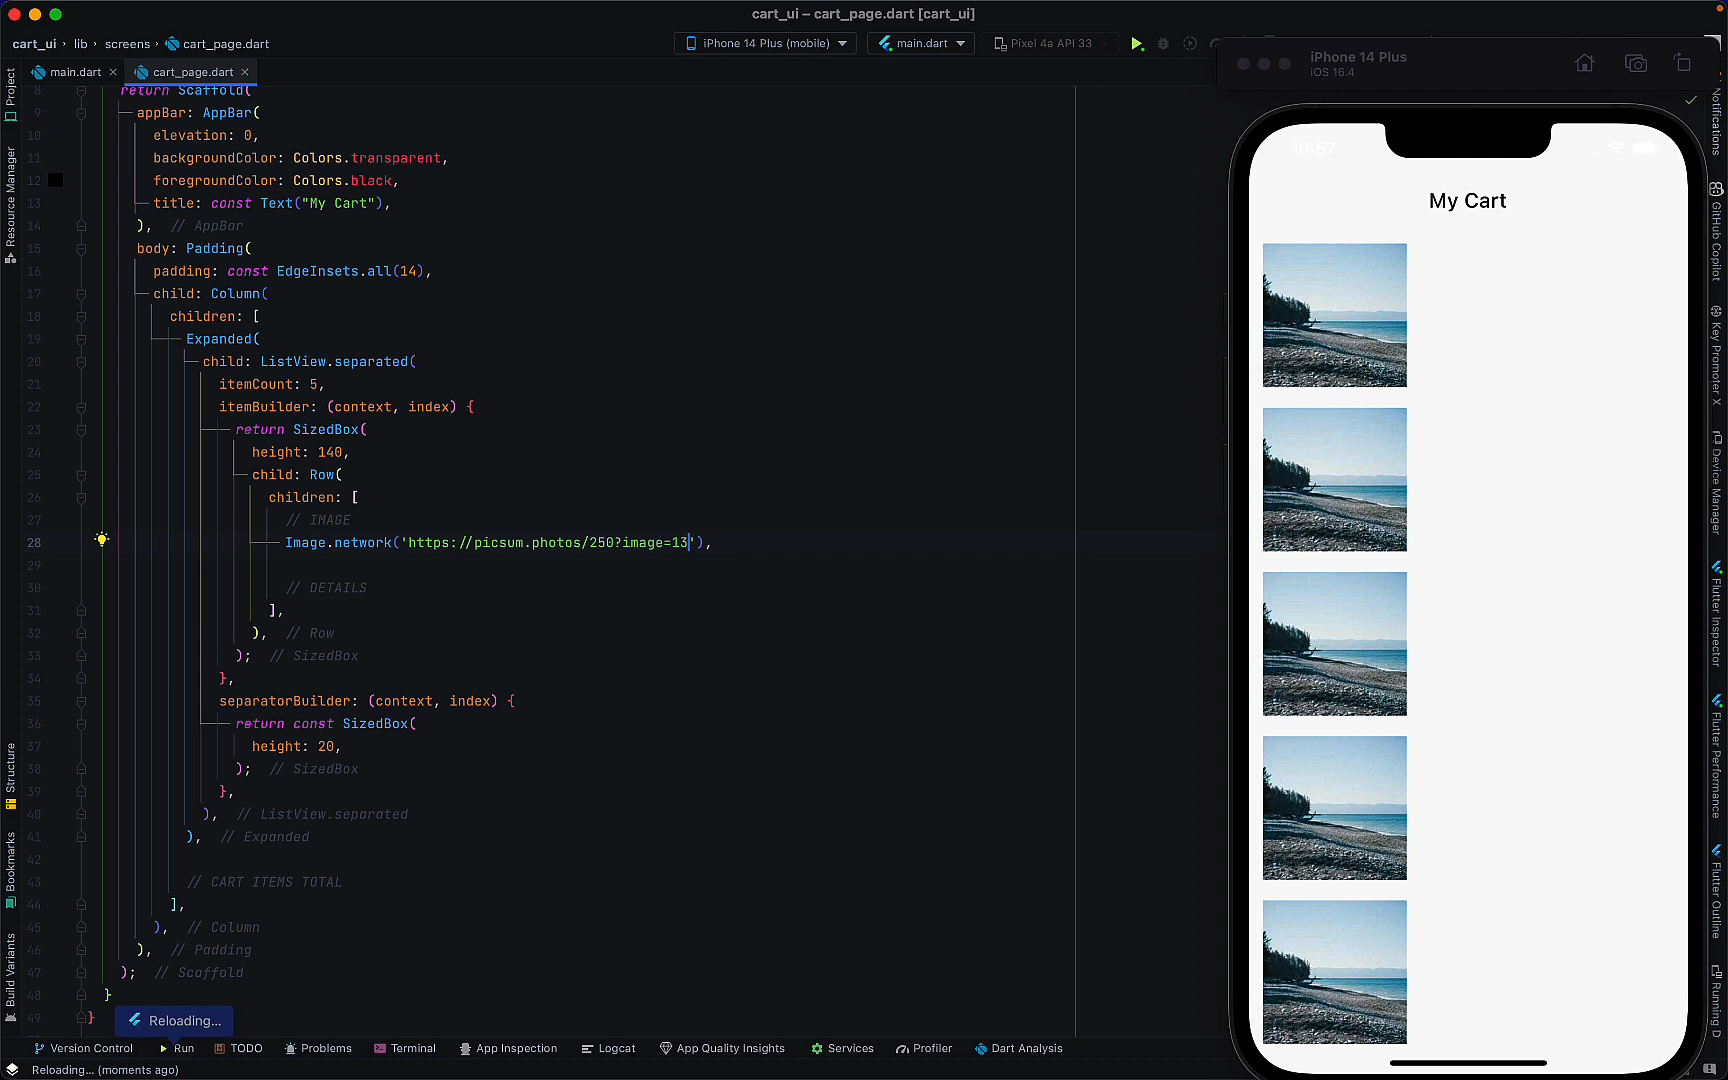 cart_ui – cart_page.dart [cart_ui]
cart_ui › lib › screens › cart_page.dart
iPhone 14 Plus (mobile)
main.dart
Pixel 4a API 33
main.dart ×
cart_page.dart ×
8 return Scaffold(
9 appBar: AppBar(
10 elevation: 0,
11 backgroundColor: Colors.transparent,
12 foregroundColor: Colors.black,
13 title: const Text("My Cart"),
14 ), // AppBar
15 body: Padding(
16 padding: const EdgeInsets.all(14),
17 child: Column(
18 children: [
19 Expanded(
20 child: ListView.separated(
21 itemCount: 5,
22 itemBuilder: (context, index) {
23 return SizedBox(
24 height: 140,
25 child: Row(
26 children: [
27 // IMAGE
28 Image.network('https://picsum.photos/250?image=13'),
29
30 // DETAILS
31 ],
32 ), // Row
33 ); // SizedBox
34 },
35 separatorBuilder: (context, index) {
36 return const SizedBox(
37 height: 20,
38 ); // SizedBox
39 },
40 ), // ListView.separated
41 ), // Expanded
42
43 // CART ITEMS TOTAL
44 ],
45 ), // Column
46 ), // Padding
47 ); // Scaffold
48 }
49 }
Reloading...
Project
Resource Manager
Structure
Bookmarks
Build Variants
Version Control
Run
TODO
Problems
Terminal
App Inspection
Logcat
App Quality Insights
Services
Profiler
Dart Analysis
Reloading... (moments ago)
iPhone 14 Plus
iOS 16.4
10:57
My Cart
Notifications
GitHub Copilot
Key Promoter X
Device Manager
Flutter Inspector
Flutter Performance
Flutter Outline
Running D